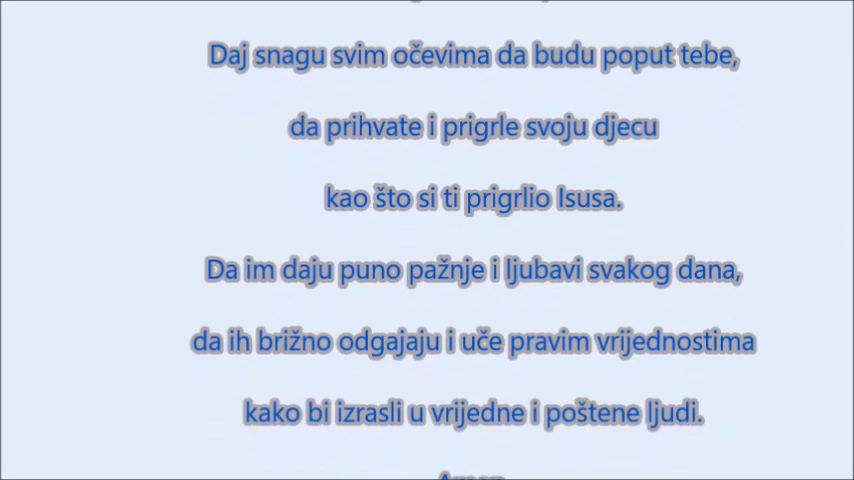 Daj snagu svim očevima da budu poput tebe,
da prihvate i prigrle svoju djecu
kao što si ti prigrlio Isusa.
Da im daju puno pažnje i ljubavi svakog dana,
da ih brižno odgajaju i uče pravim vrijednostima
kako bi izrasli u vrijedne i poštene ljudi.